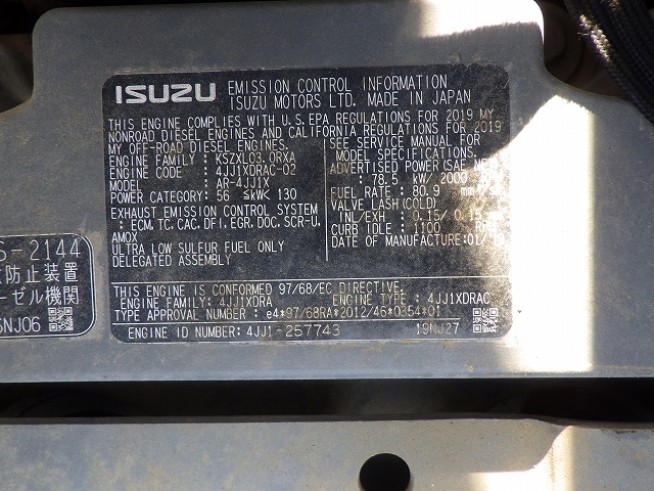 ISUZU EMISSION CONTROL INFORMATION
ISUZU MOTORS LTD. MADE IN JAPAN
THIS ENGINE COMPLIES WITH U.S. EPA REGULATIONS FOR 2019 MY
NONROAD DIESEL ENGINES AND CALIFORNIA REGULATIONS FOR 2019
MY OFF-ROAD DIESEL ENGINES.
ENGINE FAMILY : KSZXL03.0RXA
ENGINE CODE : 4JJ1XDRAC-02
MODEL : AR-4JJ1X
POWER CATEGORY: 56 ≦kW< 130
EXHAUST EMISSION CONTROL SYSTEM
: ECM, TC, CAC, DFI, EGR, DOC, SCR-U,
AMOX
ULTRA LOW SULFUR FUEL ONLY
DELEGATED ASSEMBLY
SEE SERVICE MANUAL FOR
MODEL SPECIFICATIONS.
ADVERTISED POWER(SAE NE
: 78.5 kW/ 2000
FUEL RATE: 80.9
VALVE LASH (COLD)
INL/EXH : 0.15/ 0.15
CURB IDLE : 1100
DATE OF MANUFACTURE:01/
THIS ENGINE IS CONFORMED 97/68/EC DIRECTIVE.
ENGINE FAMILY: 4JJ1XDRA ENGINE TYPE : 4JJ1XDRAC
TYPE APPROVAL NUMBER : e4*97/68RA*2012/46*0354*01
ENGINE ID NUMBER: 4JJ1-257743 19NJ27
S-2144
防止装置
ーゼル機関
NJ06